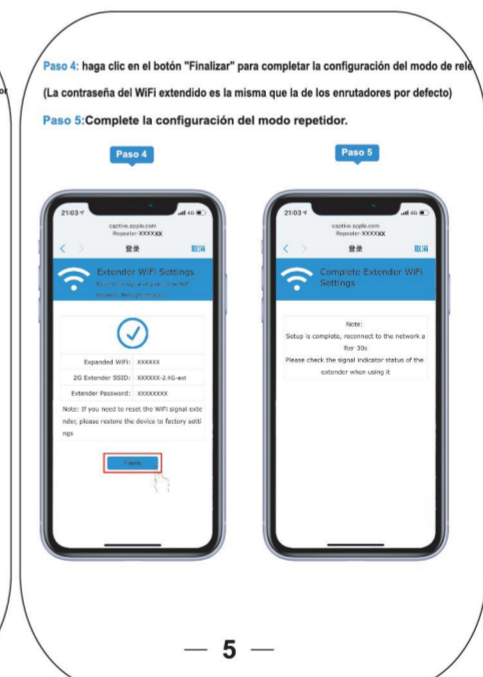 or
Paso 4: haga clic en el botón "Finalizar" para completar la configuración del modo de relé
(La contraseña del WiFi extendido es la misma que la de los enrutadores por defecto)
Paso 5:Complete la configuración del modo repetidor.
Paso 4
Paso 5
21:03
4G
captive.apple.com
Repeater-XXXXXX
登录
取消
Extender WiFi Settings
Expanded WiFi: XXXXXX
2G Extender SSID: XXXXXX-2.4G-ext
Extender Password: XXXXXXXX
Note: If you need to reset the WiFi signal exte
nder, please restore the device to factory setti
ngs
21:03
4G
captive.apple.com
Repeater-XXXXXX
登录
取消
Complete Extender WiFi
Settings
Note:
Setup is complete, reconnect to the network a
fter 30s
Please check the signal indicator status of the
extender when using it
— 5 —